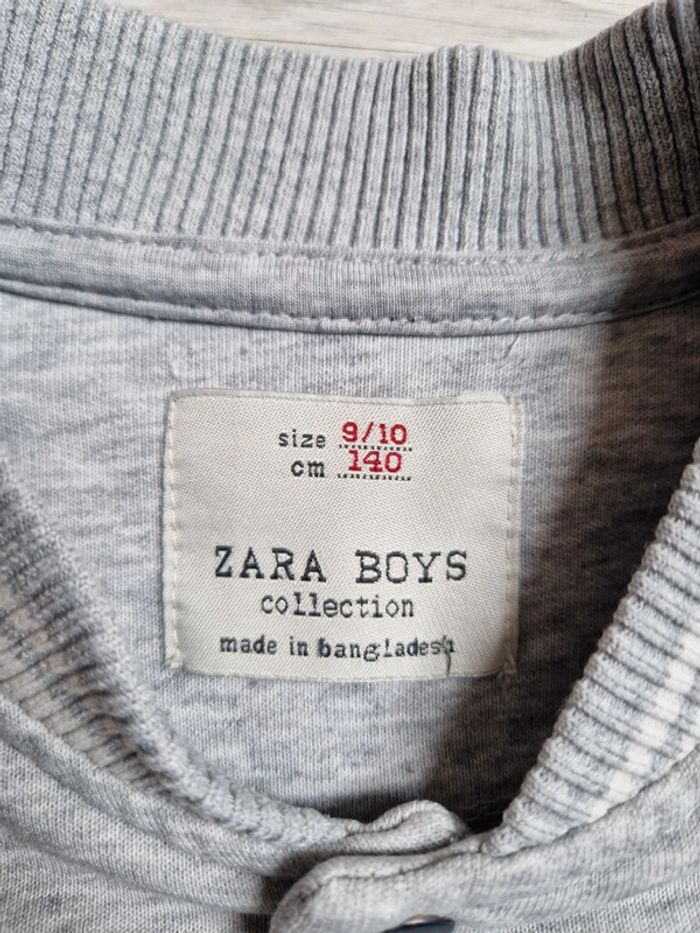 size 9/10
cm 140
ZARA BOYS
collection
made in bangladesh